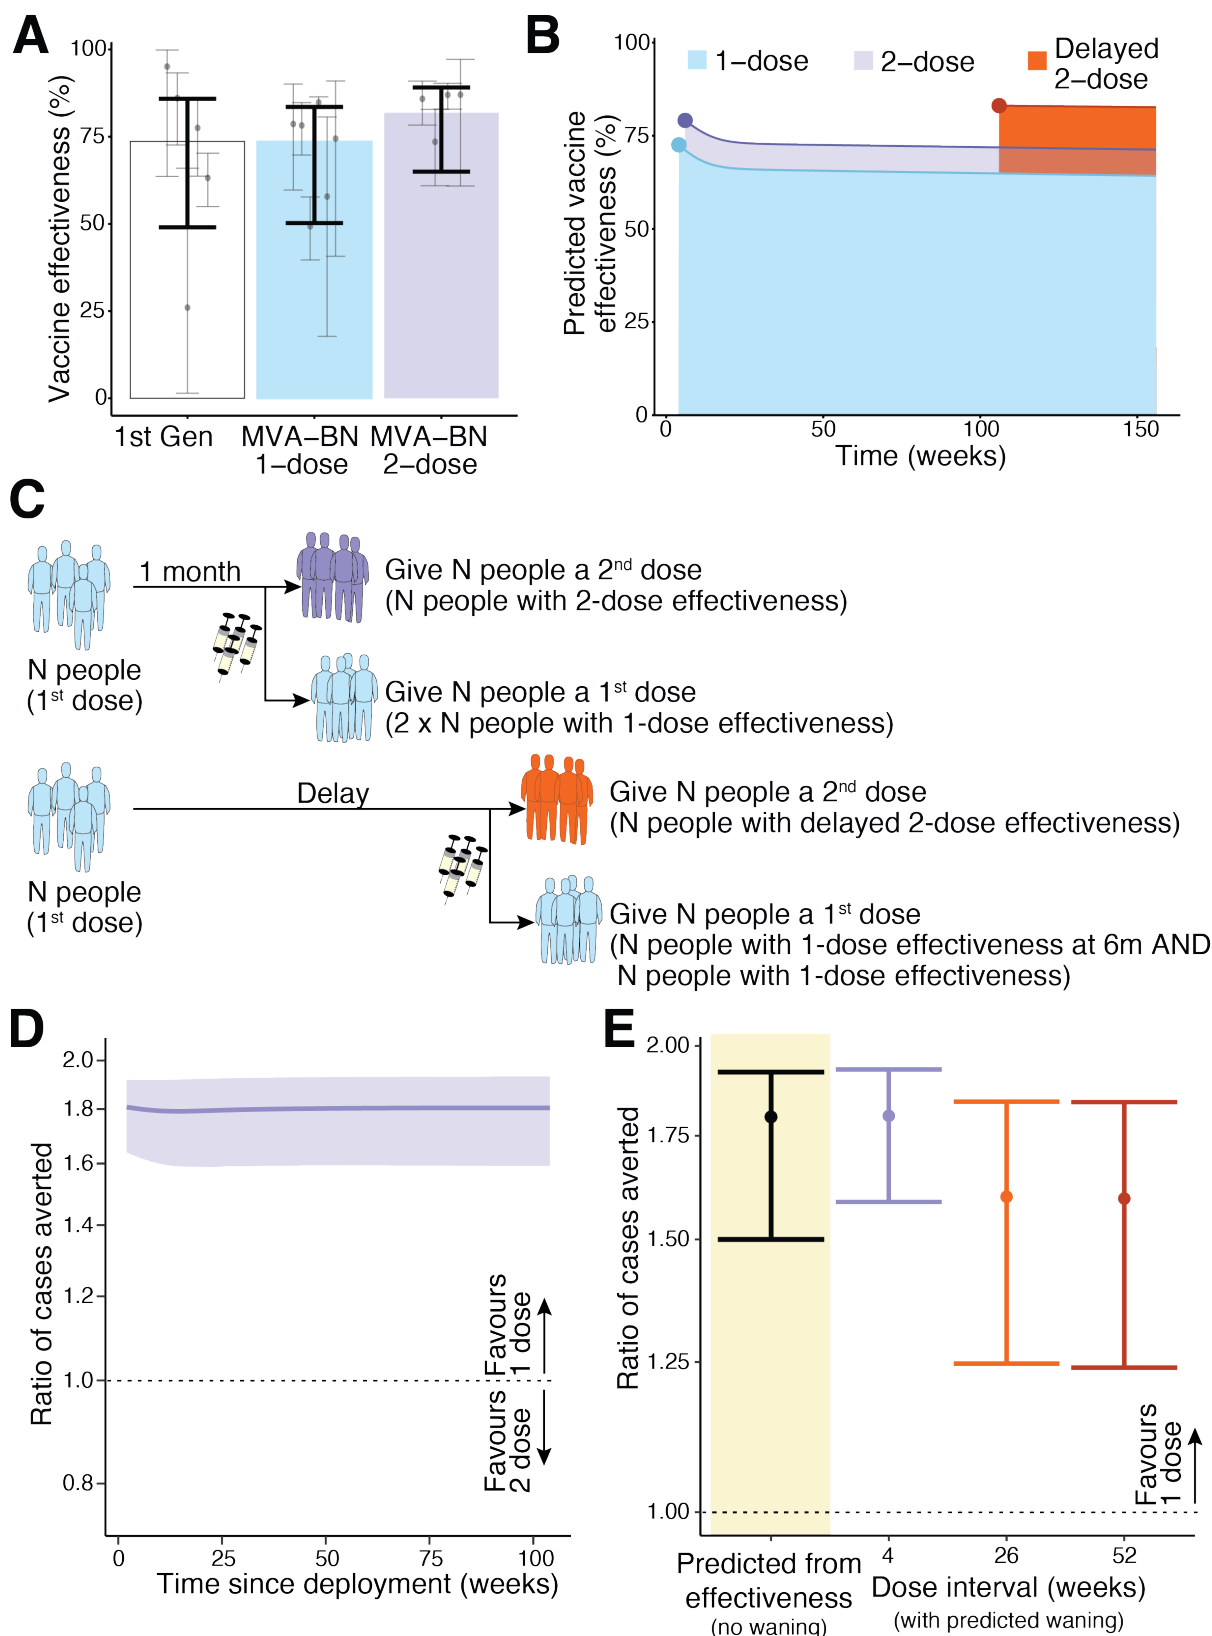 A
Vaccine effectiveness (%)
100
75
50
25
0
1st Gen
MVA–BN
1–dose
MVA–BN
2–dose
B
Predicted vaccine
effectiveness (%)
100
75
50
25
0
1–dose
2–dose
Delayed
2–dose
0
50
100
150
Time (weeks)
C
N people
(1st dose)
1 month
Give N people a 2nd dose
(N people with 2-dose effectiveness)
Give N people a 1st dose
(2 x N people with 1-dose effectiveness)
N people
(1st dose)
Delay
Give N people a 2nd dose
(N people with delayed 2-dose effectiveness)
Give N people a 1st dose
(N people with 1-dose effectiveness at 6m AND
N people with 1-dose effectiveness)
D
Ratio of cases averted
2.0
1.8
1.6
1.4
1.2
1.0
0.8
Favours
1 dose
Favours
2 dose
0
25
50
75
100
Time since deployment (weeks)
E
Ratio of cases averted
2.00
1.75
1.50
1.25
1.00
Favours
1 dose
Predicted from
effectiveness
(no waning)
4
26
52
Dose interval (weeks)
(with predicted waning)